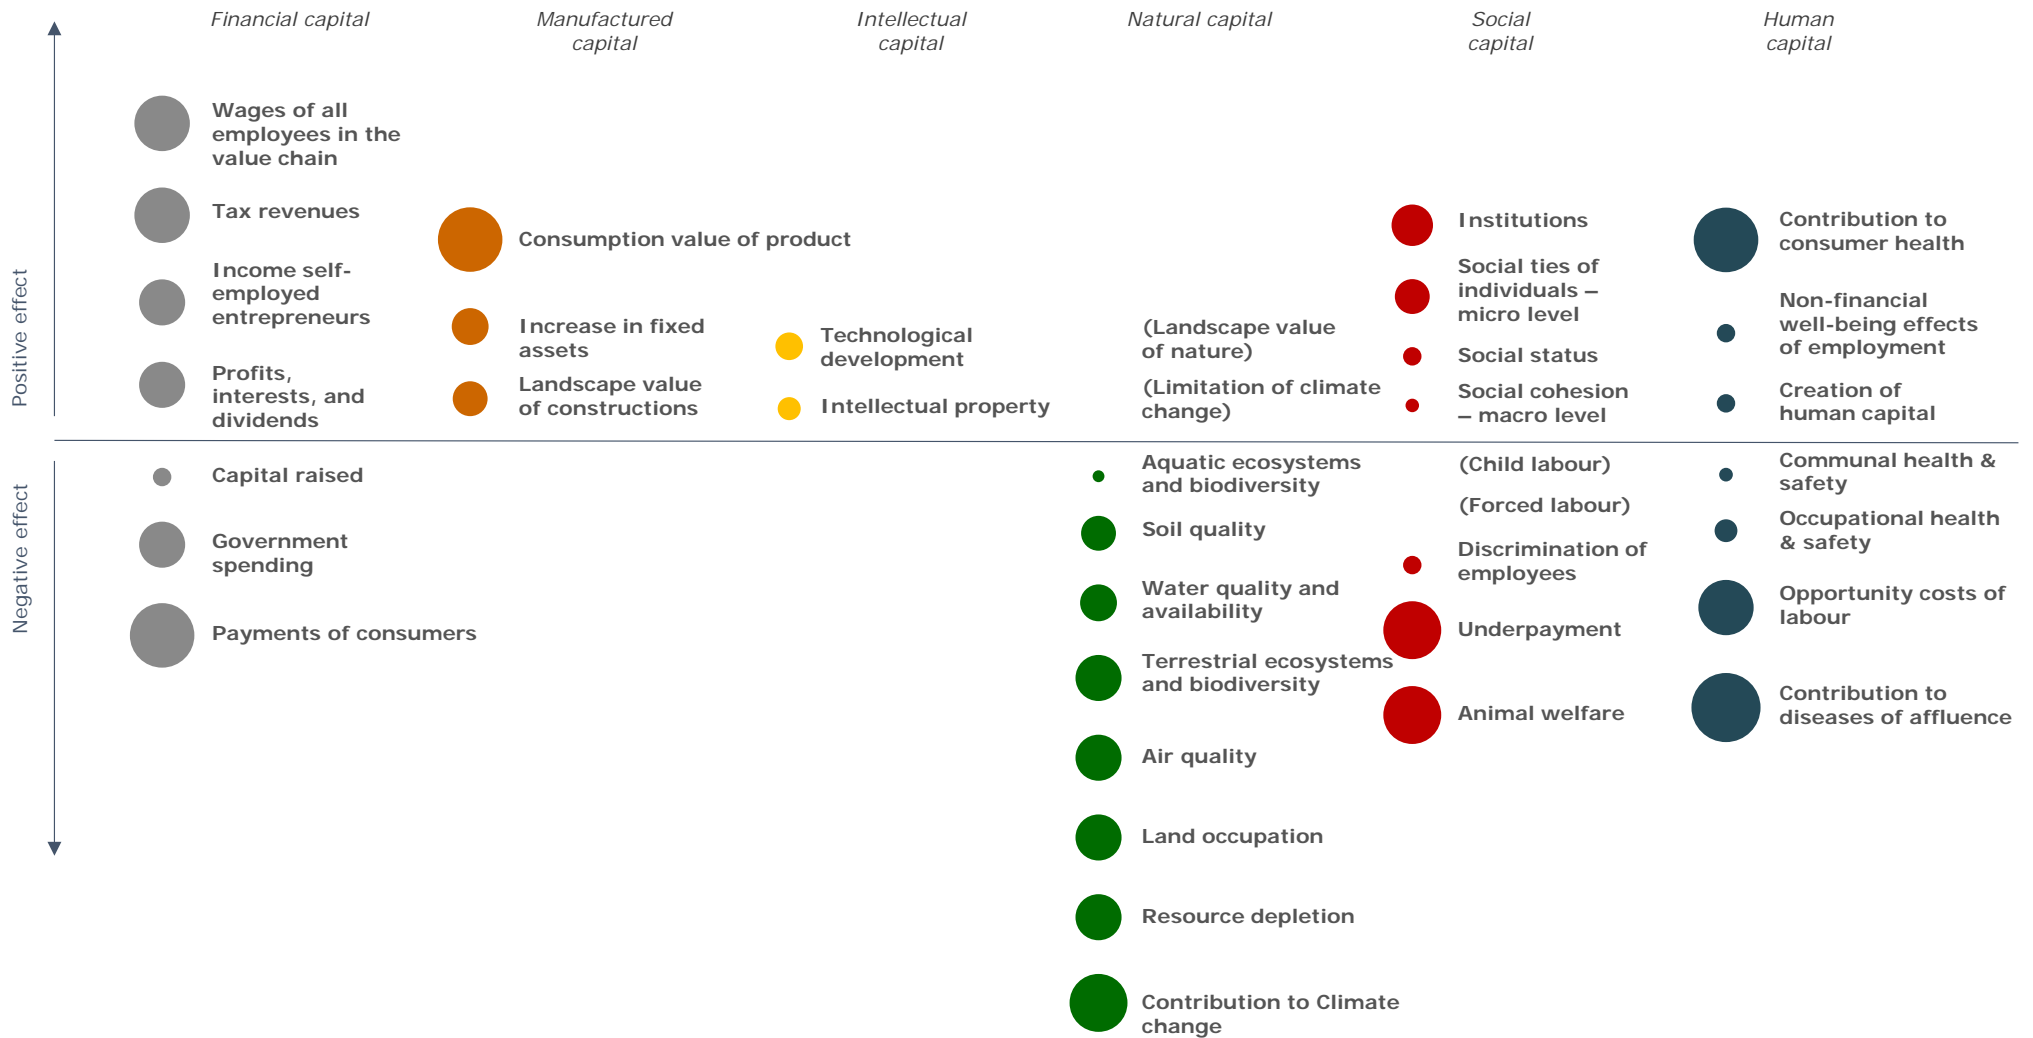 Financial capital
Manufactured
capital
Intellectual
capital
Natural capital
Social
capital
Human
capital
Positive effect
Wages of all
employees in the
value chain
Tax revenues
Income self-
employed
entrepreneurs
Profits,
interests, and
dividends
Consumption value of product
Increase in fixed
assets
Landscape value
of constructions
Technological
development
Intellectual property
(Landscape value
of nature)
(Limitation of climate
change)
Institutions
Social ties of
individuals –
micro level
Social status
Social cohesion
– macro level
Contribution to
consumer health
Non-financial
well-being effects
of employment
Creation of
human capital
Negative effect
Capital raised
Government
spending
Payments of consumers
Aquatic ecosystems
and biodiversity
Soil quality
Water quality and
availability
Terrestrial ecosystems
and biodiversity
Air quality
Land occupation
Resource depletion
Contribution to Climate
change
(Child labour)
(Forced labour)
Discrimination of
employees
Underpayment
Animal welfare
Communal health &
safety
Occupational health
& safety
Opportunity costs of
labour
Contribution to
diseases of affluence